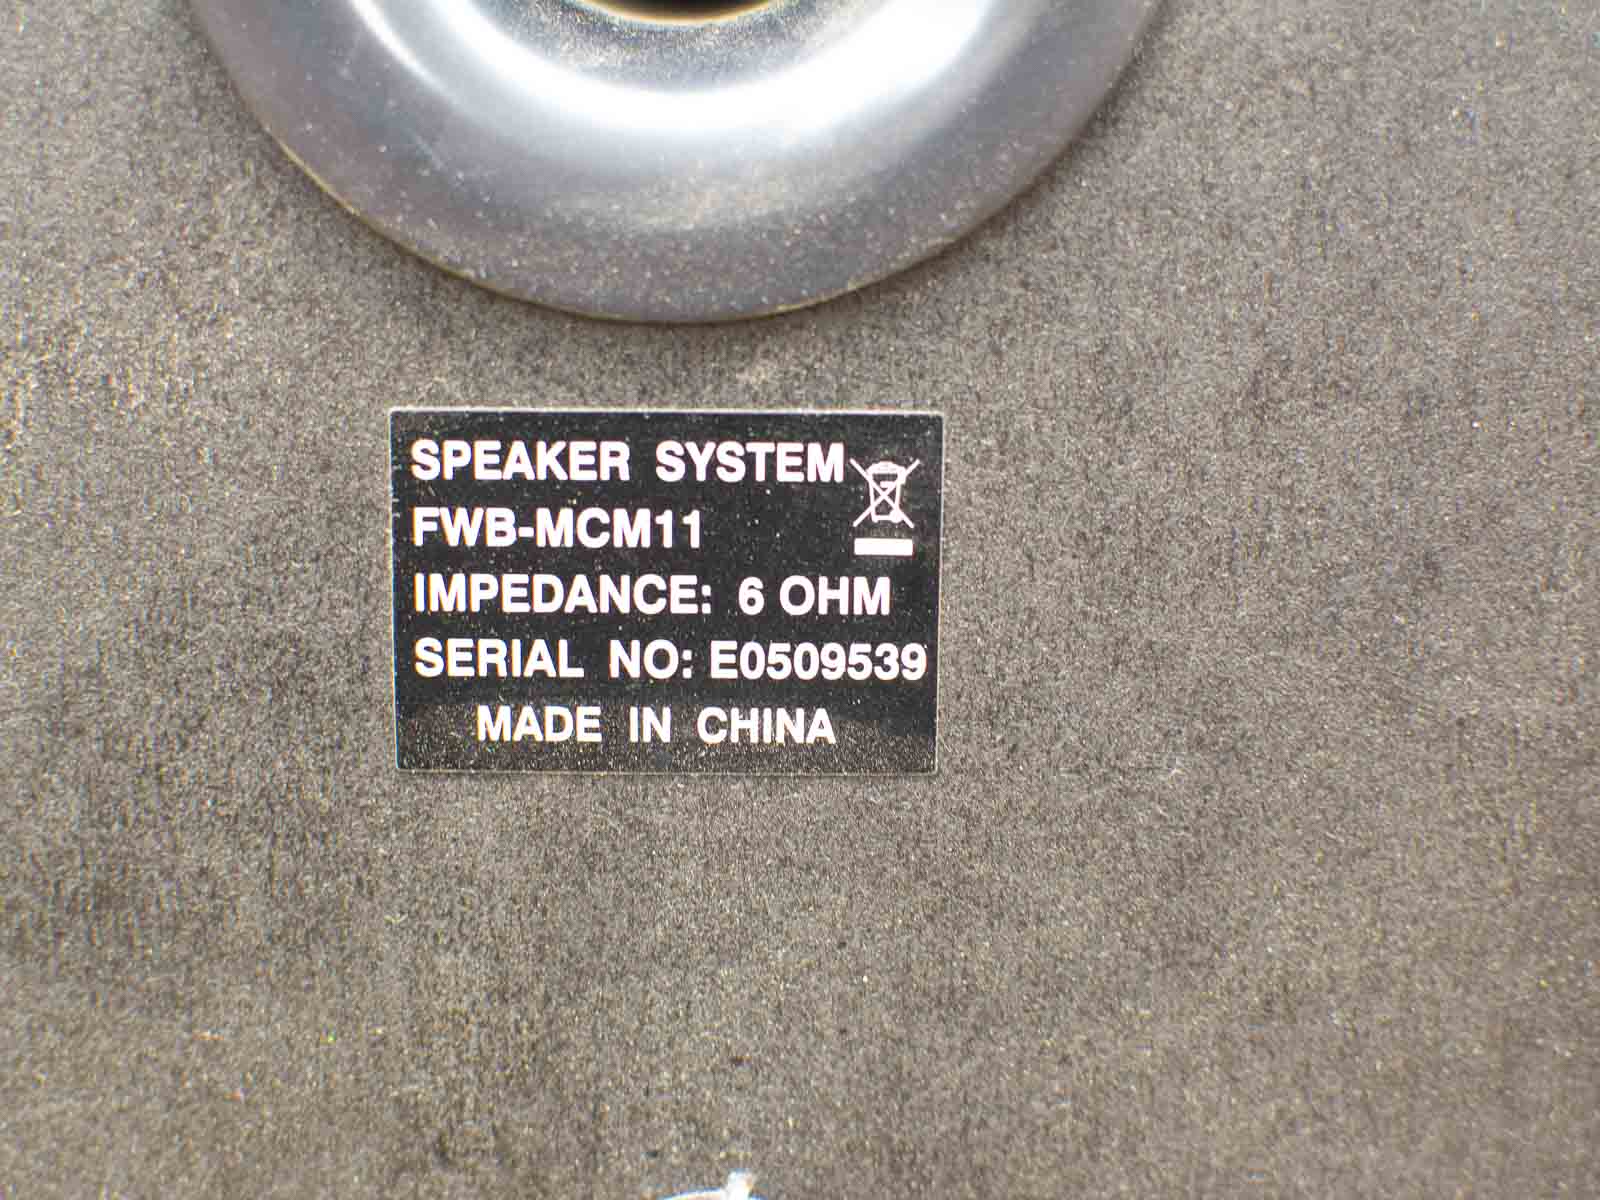 SPEAKER SYSTEM
FWB-MCM11
IMPEDANCE: 6 OHM
SERIAL NO: E0509539
MADE IN CHINA